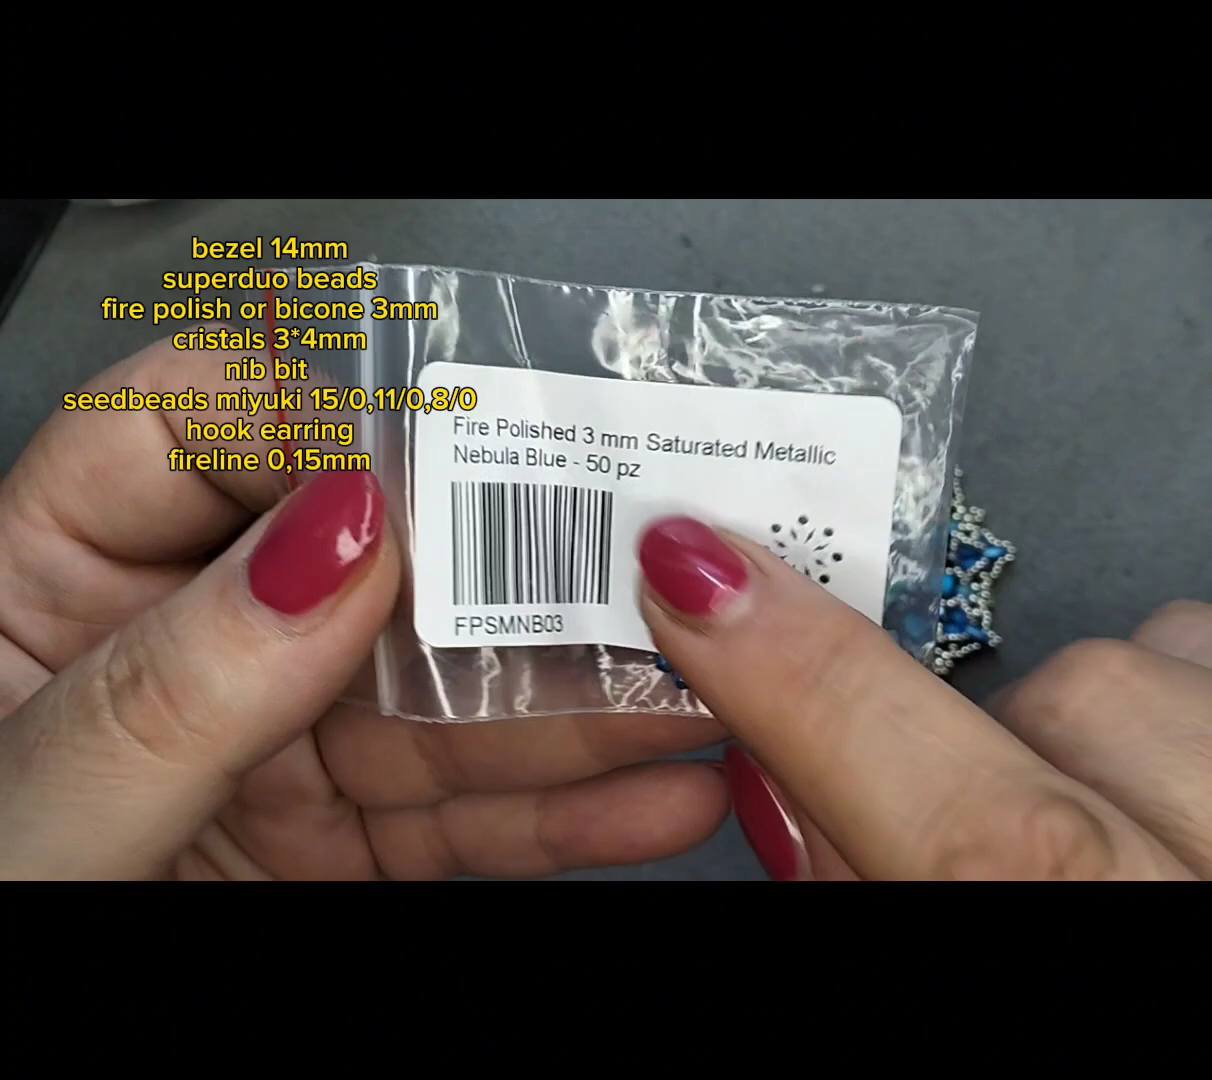 bezel 14mm
superduo beads
fire polish or bicone 3mm
cristals 3*4mm
nib bit
seedbeads miyuki 15/0,11/0,8/0
hook earring
fireline 0,15mm
Fire Polished 3 mm Saturated Metallic
Nebula Blue - 50 pz
FPSMNB03